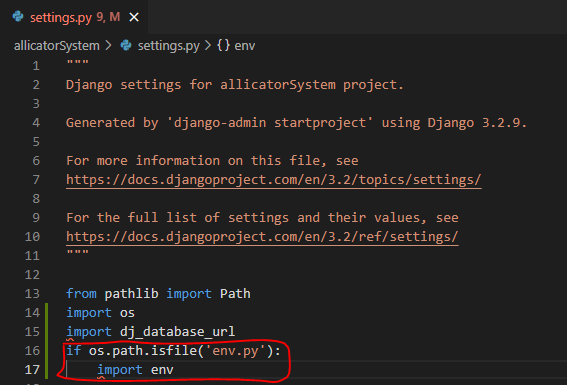 settings.py 9, M ×
allicatorSystem > settings.py > {} env
1 """
2 Django settings for allicatorSystem project.
3
4 Generated by 'django-admin startproject' using Django 3.2.9.
5
6 For more information on this file, see
7 https://docs.djangoproject.com/en/3.2/topics/settings/
8
9 For the full list of settings and their values, see
10 https://docs.djangoproject.com/en/3.2/ref/settings/
11 """
12
13 from pathlib import Path
14 import os
15 import dj_database_url
16 if os.path.isfile('env.py'):
17     import env